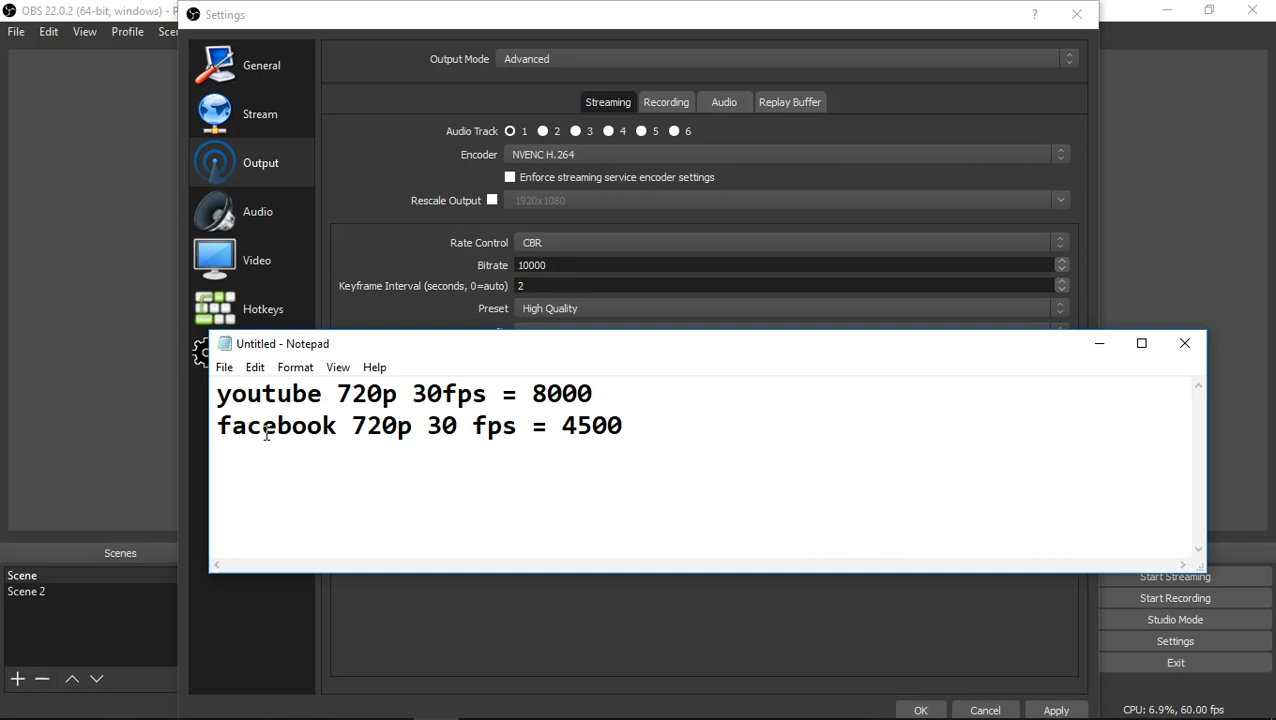 OBS 22.0.2 (64-bit, windows) - P
File Edit View Profile Scen
Settings
General
Stream
Output
Audio
Video
Hotkeys
Output Mode Advanced
Streaming Recording Audio Replay Buffer
Audio Track 1 2 3 4 5 6
Encoder NVENC H.264
Enforce streaming service encoder settings
Rescale Output 1920x1080
Rate Control CBR
Bitrate 10000
Keyframe Interval (seconds, 0=auto) 2
Preset High Quality
Untitled - Notepad
File Edit Format View Help
youtube 720p 30fps = 8000
facebook 720p 30 fps = 4500
Scenes
Scene
Scene 2
Start Streaming
Start Recording
Studio Mode
Settings
Exit
OK Cancel Apply
CPU: 6.9%, 60.00 fps